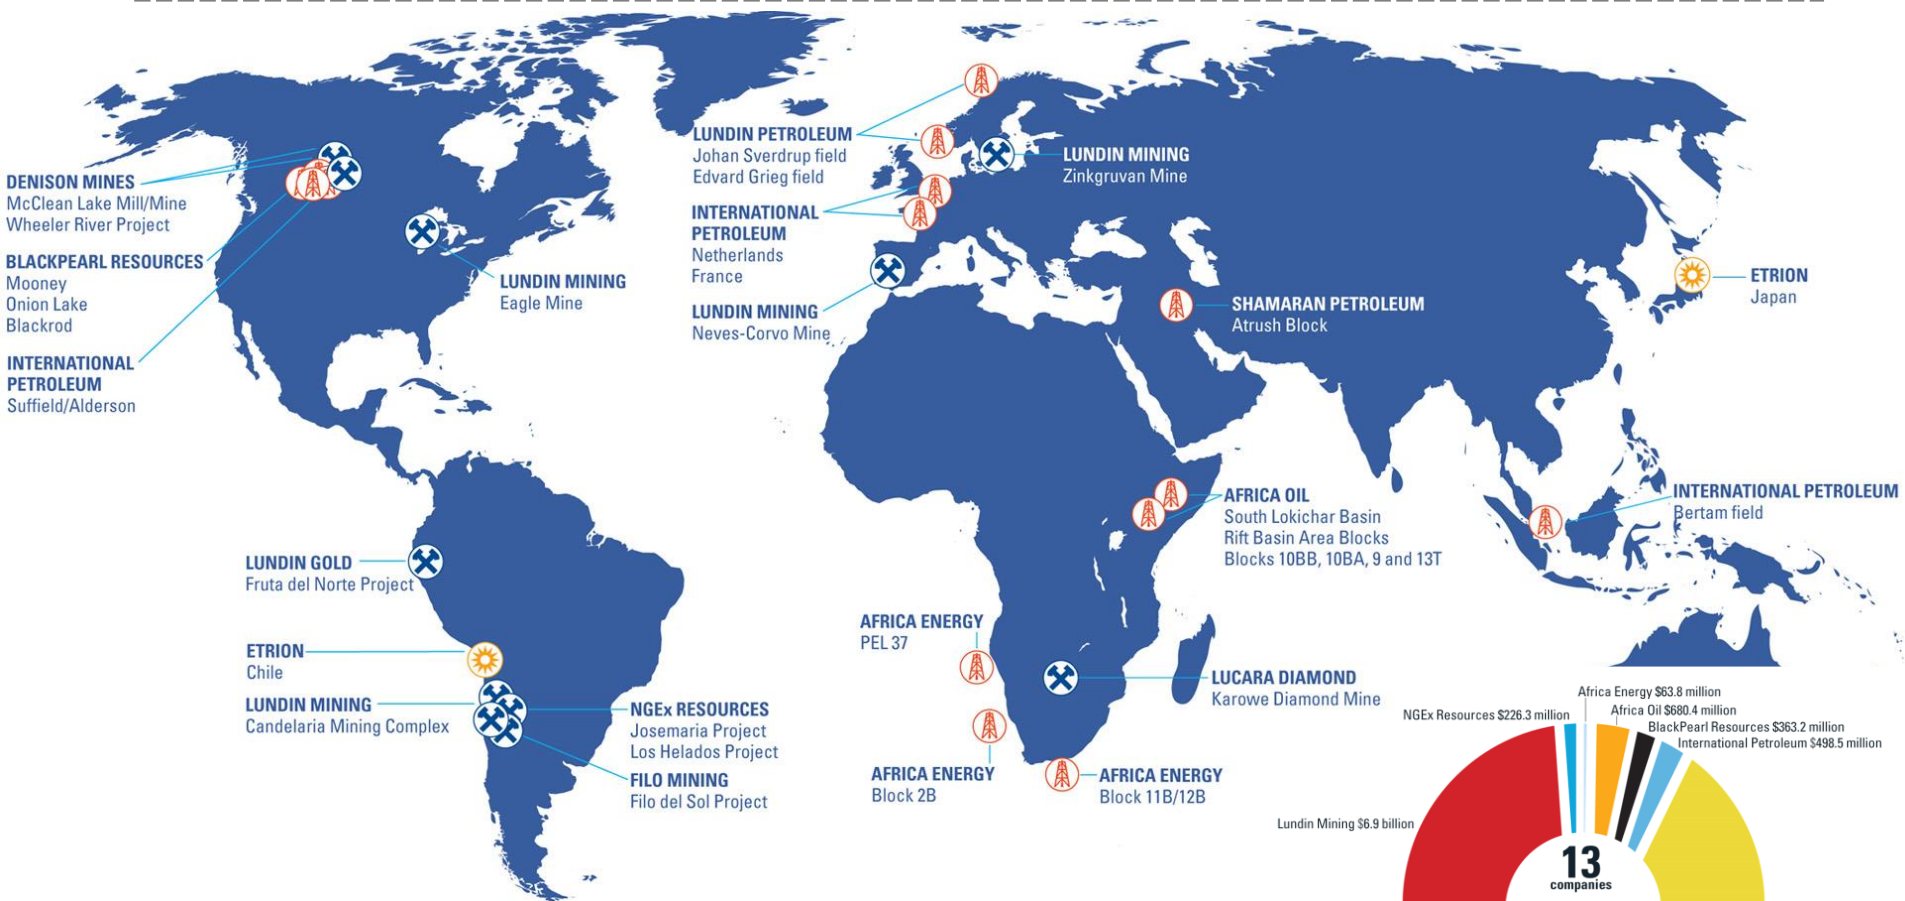 DENISON MINES
McClean Lake Mill/Mine
Wheeler River Project
BLACKPEARL RESOURCES
Mooney
Onion Lake
Blackrod
INTERNATIONAL
PETROLEUM
Suffield/Alderson
LUNDIN MINING
Eagle Mine
LUNDIN PETROLEUM
Johan Sverdrup field
Edvard Grieg field
INTERNATIONAL
PETROLEUM
Netherlands
France
LUNDIN MINING
Neves-Corvo Mine
LUNDIN MINING
Zinkgruvan Mine
SHAMARAN PETROLEUM
Atrush Block
ETRION
Japan
INTERNATIONAL PETROLEUM
Bertam field
AFRICA OIL
South Lokichar Basin
Rift Basin Area Blocks
Blocks 10BB, 10BA, 9 and 13T
LUNDIN GOLD
Fruta del Norte Project
ETRION
Chile
LUNDIN MINING
Candelaria Mining Complex
NGEx RESOURCES
Josemaria Project
Los Helados Project
FILO MINING
Filo del Sol Project
AFRICA ENERGY
PEL 37
AFRICA ENERGY
Block 2B
AFRICA ENERGY
Block 11B/12B
LUCARA DIAMOND
Karowe Diamond Mine
Africa Energy $63.8 million
NGEx Resources $226.3 million
Africa Oil $680.4 million
BlackPearl Resources $363.2 million
International Petroleum $498.5 million
Lundin Mining $6.9 billion
13
companies